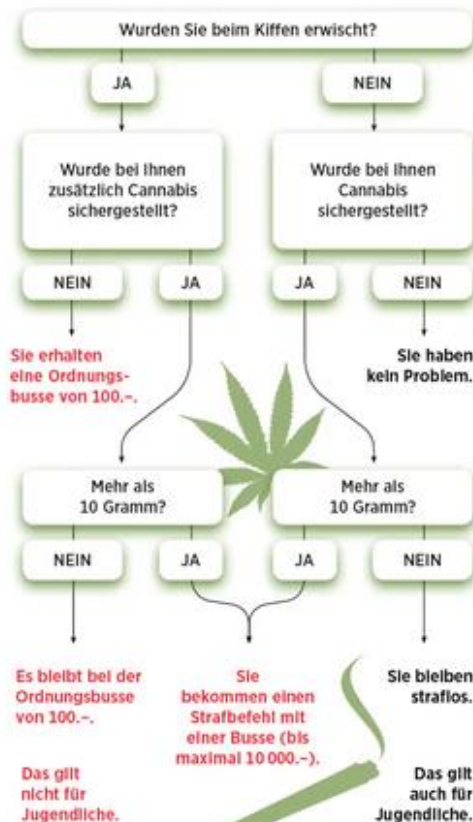 Wurden Sie beim Kiffen erwischt?
JA
NEIN
Wurde bei Ihnen
zusätzlich Cannabis
sichergestellt?
Wurde bei Ihnen
Cannabis
sichergestellt?
NEIN
JA
JA
NEIN
Sie erhalten
eine Ordnungs-
busse von 100.–.
Sie haben
kein Problem.
Mehr als
10 Gramm?
Mehr als
10 Gramm?
NEIN
JA
JA
NEIN
Es bleibt bei der
Ordnungsbusse
von 100.–.
Sie
bekommen einen
Strafbefehl mit
einer Busse (bis
maximal 10 000.–).
Sie bleiben
straflos.
Das gilt
nicht für
Jugendliche.
Das gilt
auch für
Jugendliche.